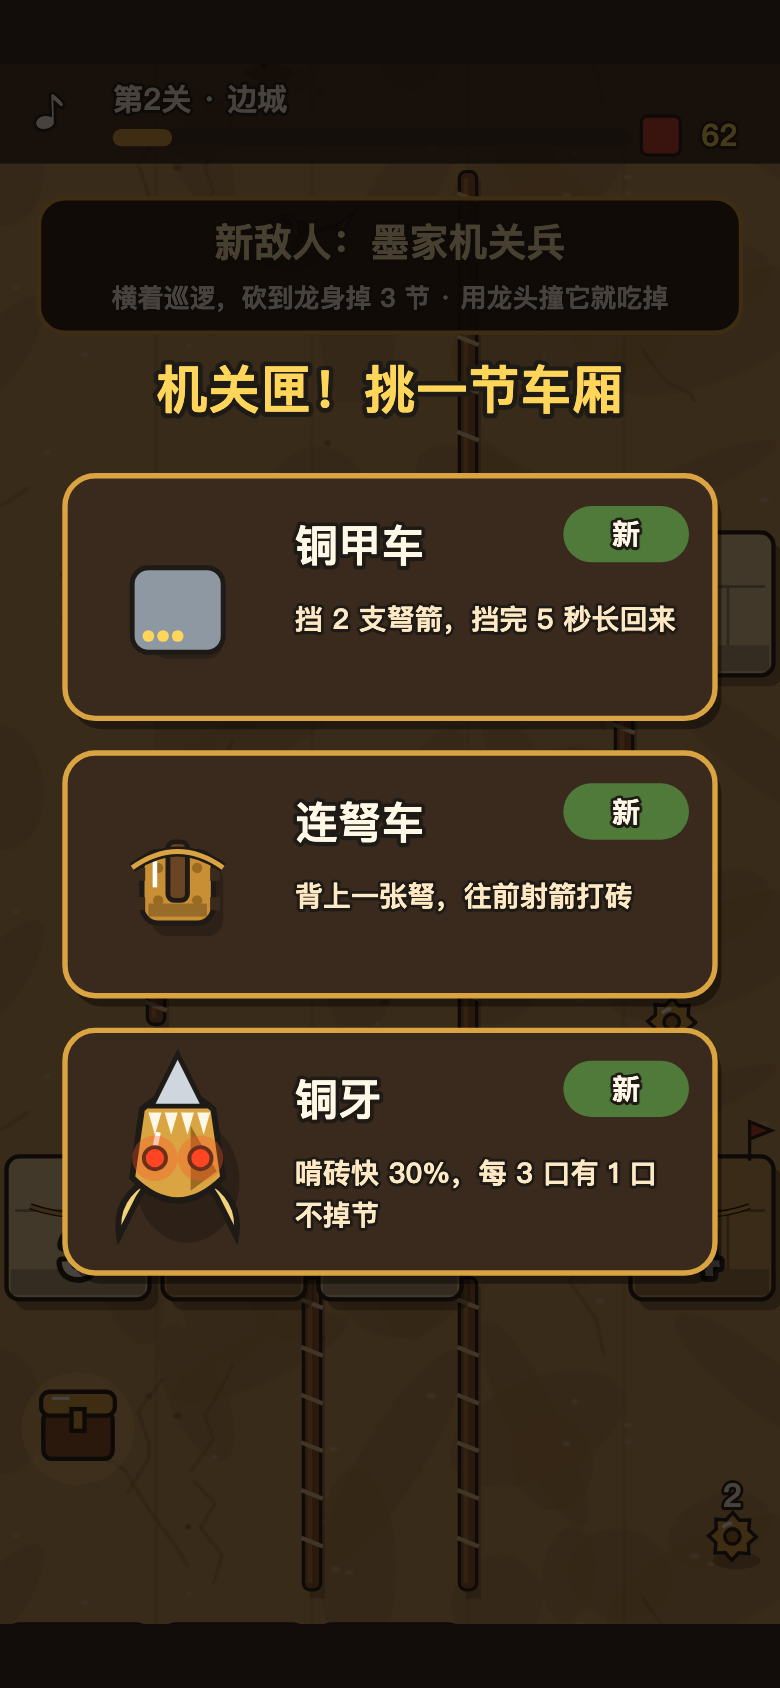 第2关 · 边城
62
新敌人：墨家机关兵
横着巡逻，砍到龙身掉 3 节 · 用龙头撞它就吃掉
机关匣！挑一节车厢
铜甲车
新
挡 2 支弩箭，挡完 5 秒长回来
连弩车
新
背上一张弩，往前射箭打砖
铜牙
新
啃砖快 30%，每 3 口有 1 口
不掉节
2